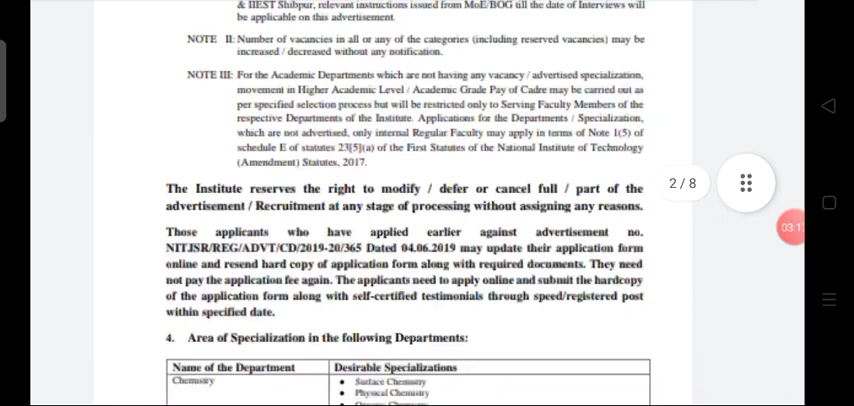 & IIEST Shibpur, relevant instructions issued from MoE/BOG till the date of Interviews will
be applicable on this advertisement
NOTE II: Number of vacancies in all or any of the categories (including reserved vacancies) may be
increased / decreased without any notification.
NOTE III: For the Academic Departments which are not having any vacancy / advertised specialization,
movement in Higher Academic Level / Academic Grade Pay of Cadre may be carried out as
per specified selection process but will be restricted only to Serving Faculty Members of the
respective Departments of the Institute. Applications for the Departments / Specialization,
which are not advertised, only internal Regular Faculty may apply in terms of Note 1(5) of
schedule E of statutes 23[5](a) of the First Statutes of the National Institute of Technology
(Amendment) Statutes, 2017.
The Institute reserves the right to modify / defer or cancel full / part of the
advertisement / Recruitment at any stage of processing without assigning any reasons.
Those applicants who have applied earlier against advertisement no.
NITJSR/REG/ADVT/CD/2019-20/365 Dated 04.06.2019 may update their application form
online and resend hard copy of application form along with required documents. They need
not pay the application fee again. The applicants need to apply online and submit the hardcopy
of the application form along with self-certified testimonials through speed/registered post
within specified date.
4. Area of Specialization in the following Departments:
Name of the Department Desirable Specializations
Chemistry • Surface Chemistry
• Physical Chemistry
2 / 8
03:1